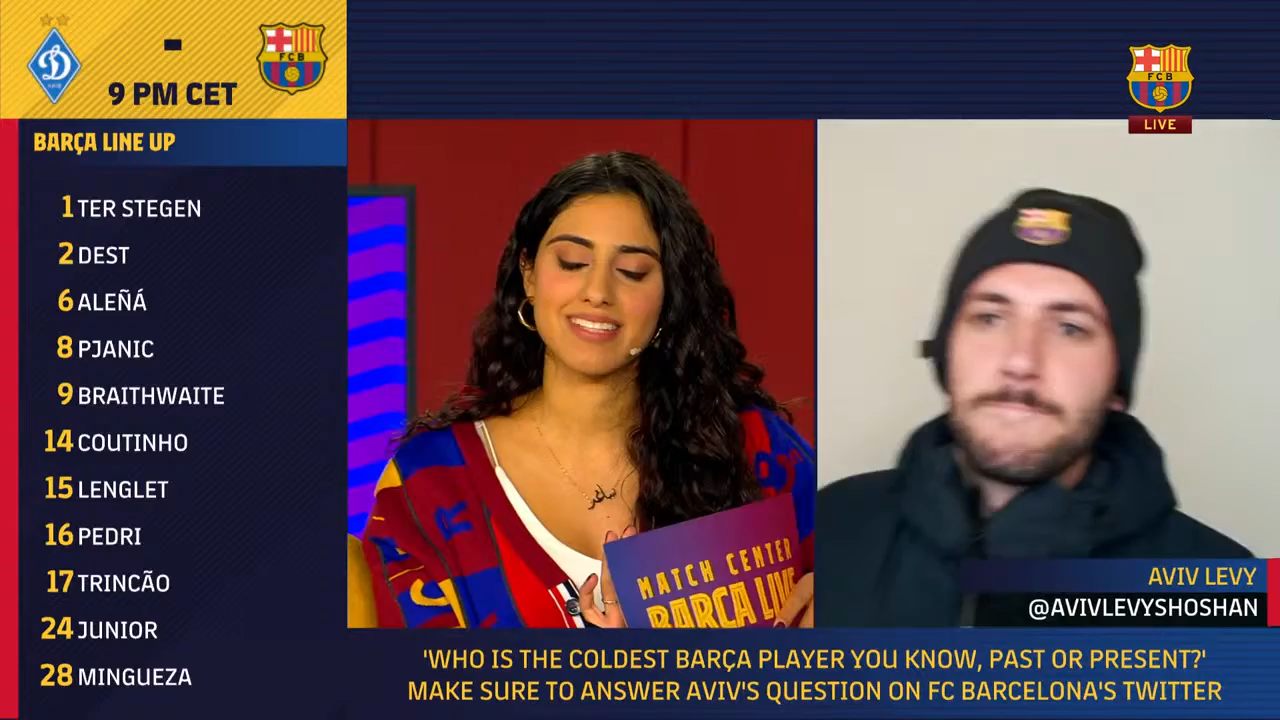 -
9 PM CET
FCB
FCB
LIVE
BARÇA LINE UP
1 TER STEGEN
2 DEST
6 ALEÑÁ
8 PJANIC
9 BRAITHWAITE
14 COUTINHO
15 LENGLET
16 PEDRI
17 TRINCÃO
24 JUNIOR
28 MINGUEZA
MATCH CENTER
BARÇA LIVE
AVIV LEVY
@AVIVLEVYSHOSHAN
'WHO IS THE COLDEST BARÇA PLAYER YOU KNOW, PAST OR PRESENT?'
MAKE SURE TO ANSWER AVIV'S QUESTION ON FC BARCELONA'S TWITTER